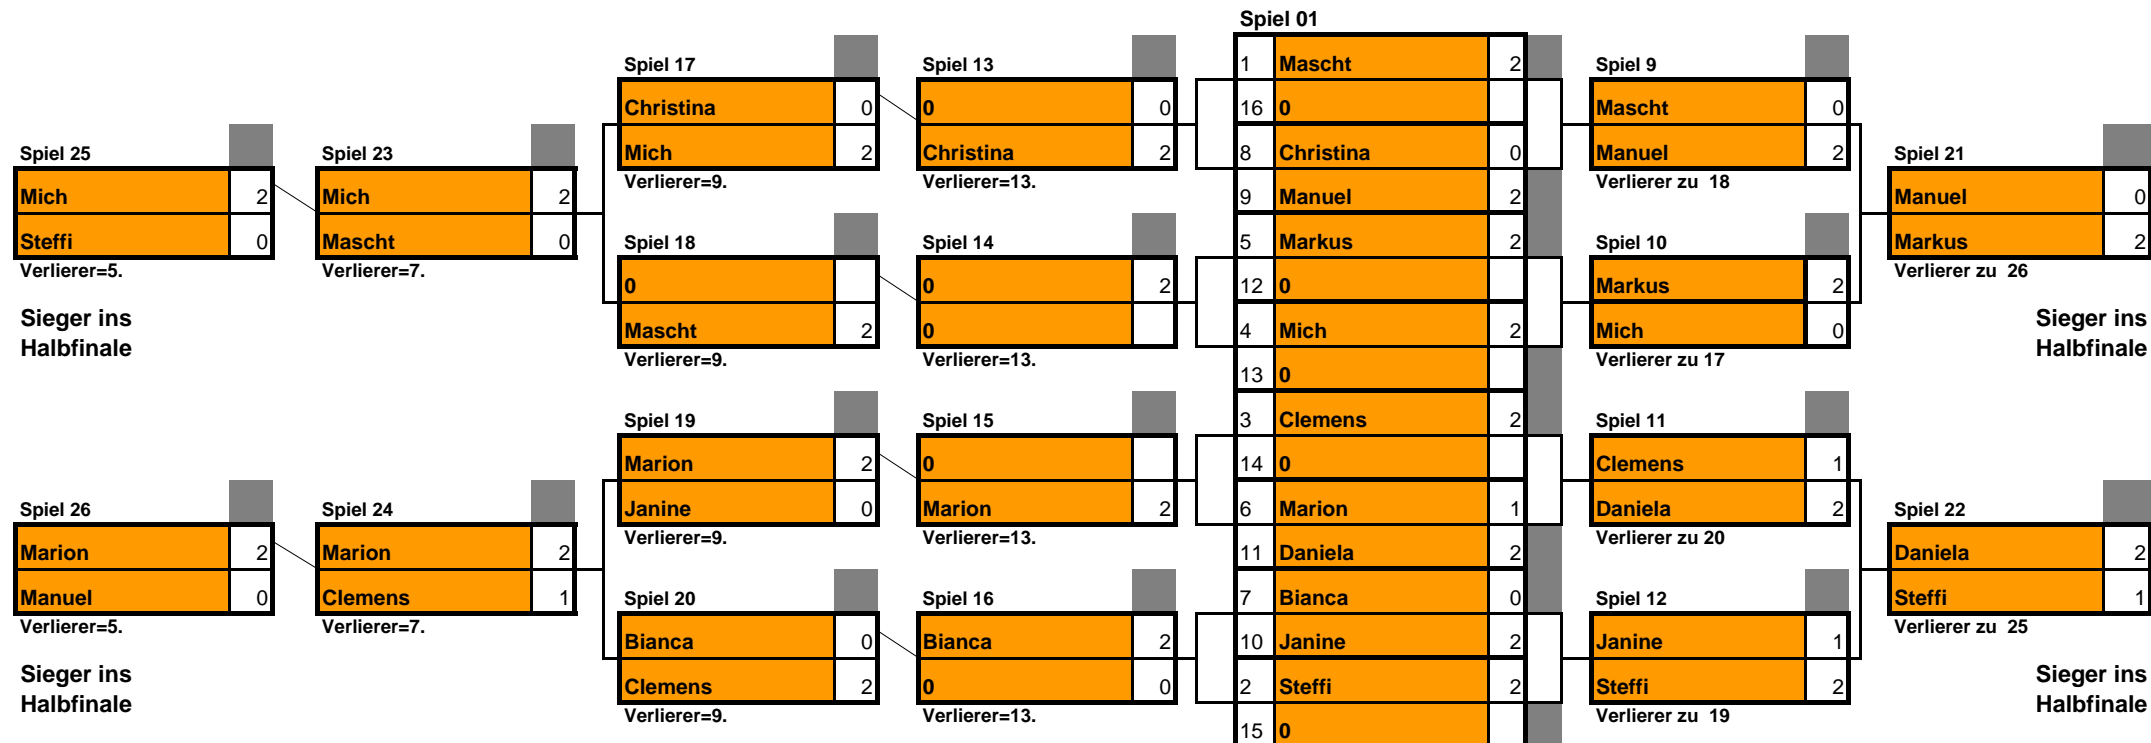 Spiel 01
1 Mascht 2
16 0
8 Christina 0
9 Manuel 2
5 Markus 2
12 0
4 Mich 2
13 0
3 Clemens 2
14 0
6 Marion 1
11 Daniela 2
7 Bianca 0
10 Janine 2
2 Steffi 2
15 0
Spiel 25
Mich 2
Steffi 0
Verlierer=5.
Sieger ins
Halbfinale
Spiel 26
Marion 2
Manuel 0
Verlierer=5.
Sieger ins
Halbfinale
Spiel 23
Mich 2
Mascht 0
Verlierer=7.
Spiel 24
Marion 2
Clemens 1
Verlierer=7.
Spiel 17
Christina 0
Mich 2
Verlierer=9.
Spiel 18
0
Mascht 2
Verlierer=9.
Spiel 19
Marion 2
Janine 0
Verlierer=9.
Spiel 20
Bianca 0
Clemens 2
Verlierer=9.
Spiel 13
0 0
Christina 2
Verlierer=13.
Spiel 14
0 2
0
Verlierer=13.
Spiel 15
0
Marion 2
Verlierer=13.
Spiel 16
Bianca 2
0 0
Verlierer=13.
Spiel 9
Mascht 0
Manuel 2
Verlierer zu 18
Spiel 10
Markus 2
Mich 0
Verlierer zu 17
Spiel 11
Clemens 1
Daniela 2
Verlierer zu 20
Spiel 12
Janine 1
Steffi 2
Verlierer zu 19
Spiel 21
Manuel 0
Markus 2
Verlierer zu 26
Sieger ins
Halbfinale
Spiel 22
Daniela 2
Steffi 1
Verlierer zu 25
Sieger ins
Halbfinale